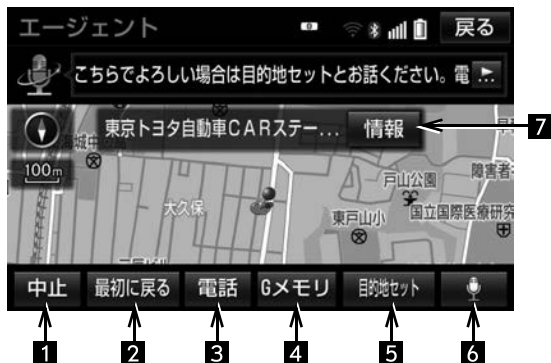 エージェント 戻る
こちらでよろしい場合は目的地セットとお話ください。電
東京トヨタ自動車CARステー... 情報 7
100m
戸山公園
障害者
大久保
東戸山小
国立国際医療研究
中止 最初に戻る 電話 Gメモリ 目的地セット
1 2 3 4 5 6